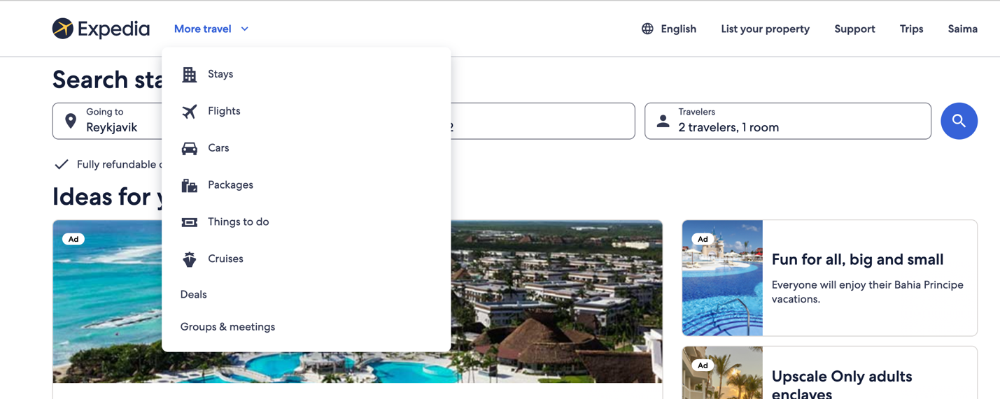 Expedia
More travel
English
List your property
Support
Trips
Saima
Search
Going to
Reykjavik
2
Travelers
2 travelers, 1 room
Fully refundable
Ideas for
Stays
Flights
Cars
Packages
Things to do
Cruises
Deals
Groups & meetings
Ad
Ad
Fun for all, big and small
Everyone will enjoy their Bahia Principe
vacations.
Ad
Upscale Only adults
enclaves